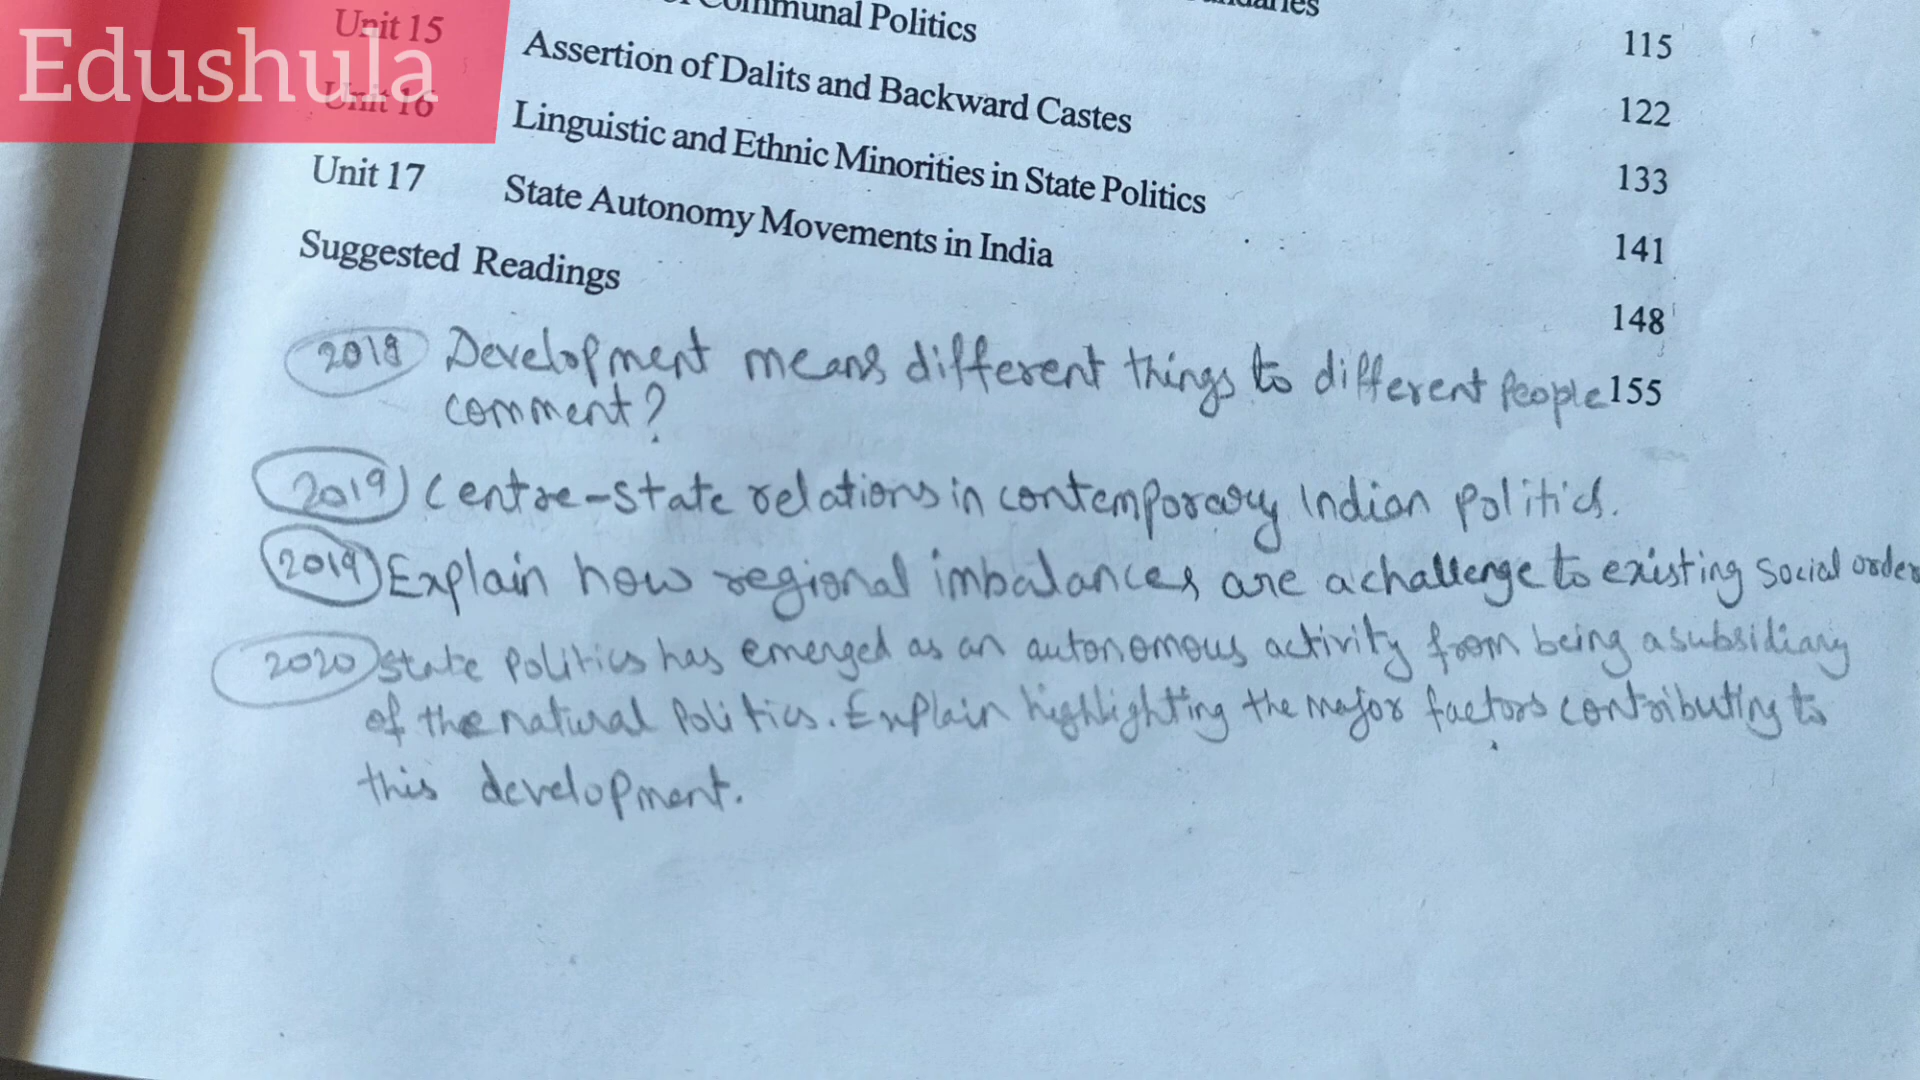 Edushula
Communal Politics
115
Unit 15
Assertion of Dalits and Backward Castes
122
Unit 16
Linguistic and Ethnic Minorities in State Politics
133
Unit 17
State Autonomy Movements in India
141
Suggested Readings
148
2018 Development means different things to different People 155
comment?
2019 Centre-state relations in contemporary Indian politics.
2019 Explain how regional imbalances are a challenge to existing social order
2020 state politics has emerged as an autonomous activity from being a subsidiary
of the natural Politics. Explain highlighting the major factors contributing to
this development.